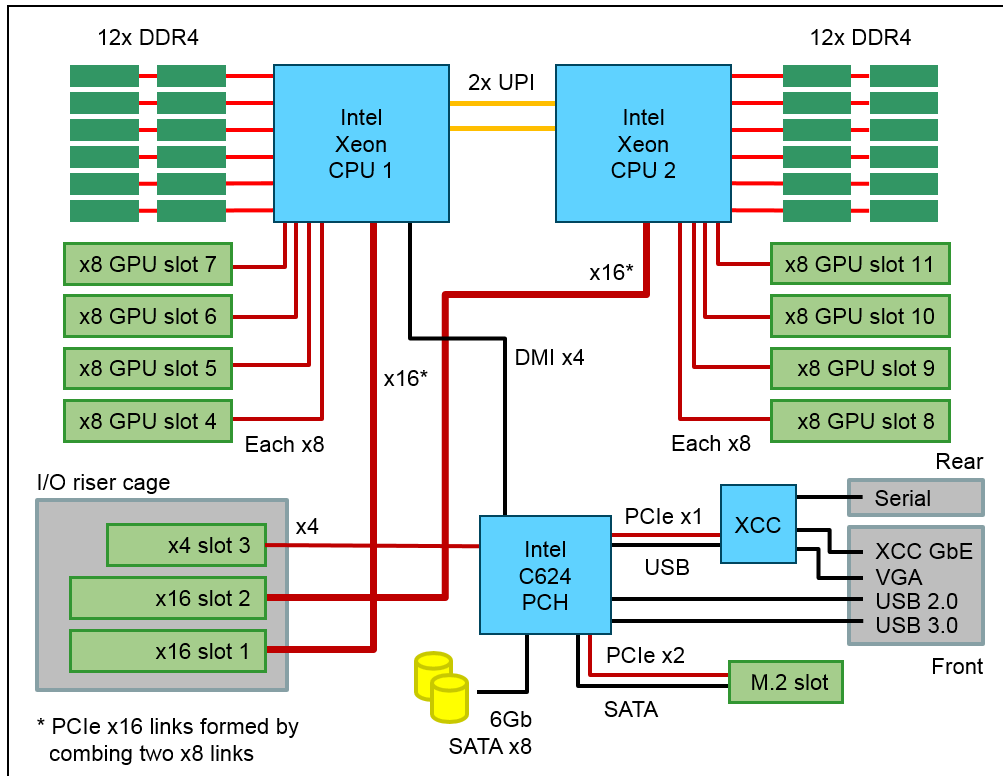 12x DDR4
12x DDR4
Intel
Xeon
CPU 1
2x UPI
Intel
Xeon
CPU 2
x8 GPU slot 7
x8 GPU slot 6
x8 GPU slot 5
x8 GPU slot 4
Each x8
x16*
x16*
DMI x4
x8 GPU slot 11
x8 GPU slot 10
x8 GPU slot 9
x8 GPU slot 8
Each x8
I/O riser cage
x4 slot 3
x16 slot 2
x16 slot 1
x4
Intel
C624
PCH
PCIe x1
USB
XCC
Rear
Serial
XCC GbE
VGA
USB 2.0
USB 3.0
Front
PCIe x2
SATA
M.2 slot
6Gb
SATA x8
* PCIe x16 links formed by
combing two x8 links